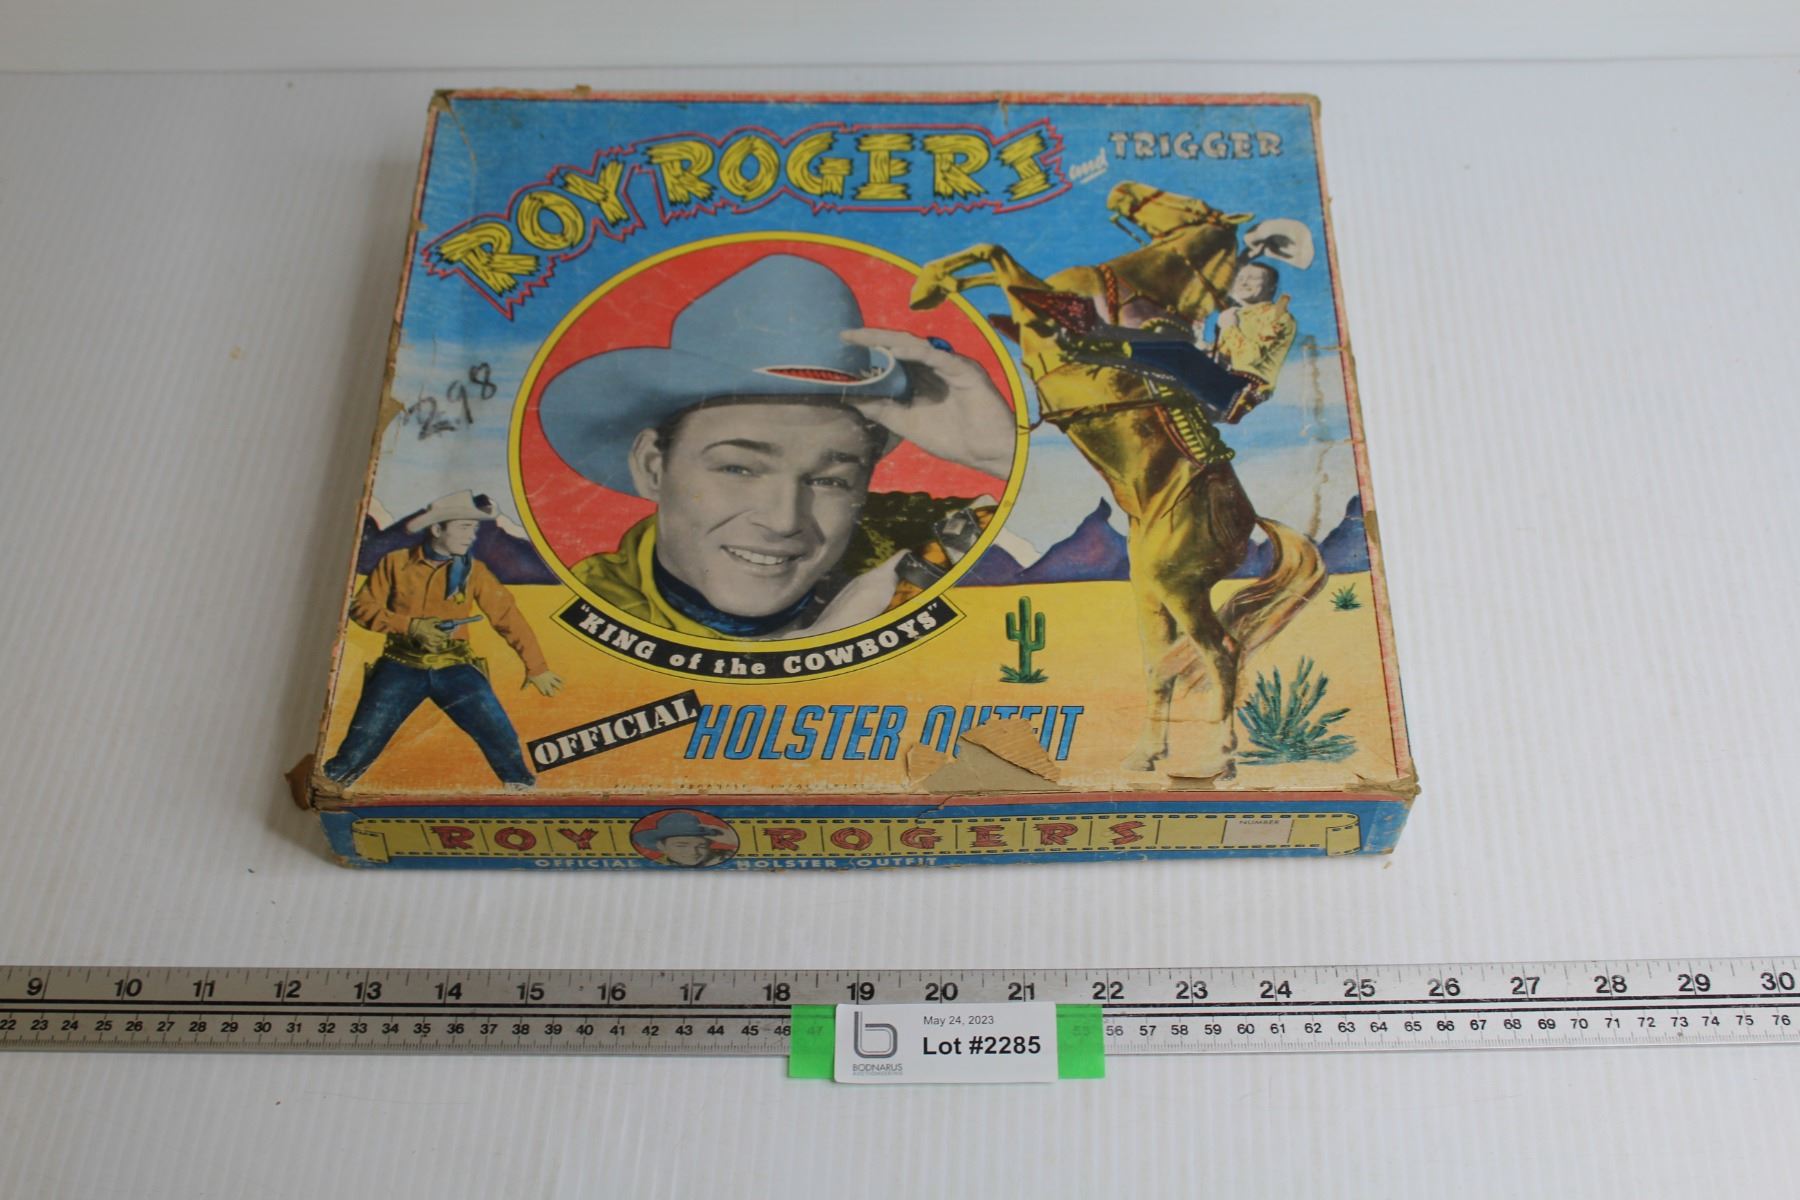 ROY ROGERS and TRIGGER
298
"KING of the COWBOYS"
OFFICIAL HOLSTER OUTFIT
ROY ROGERS
NUMBER
OFFICIAL HOLSTER OUTFIT
9 10 11 12 13 14 15 16 17 18 19 20 21 22 23 24 25 26 27 28 29 30
22 23 24 25 26 27 28 29 30 31 32 33 34 35 36 37 38 39 40 41 42 43 44 45 46 47 55 56 57 58 59 60 61 62 63 64 65 66 67 68 69 70 71 72 73 74 75 76
May 24, 2023
Lot #2285
b
BODNARUS
AUCTIONEERING